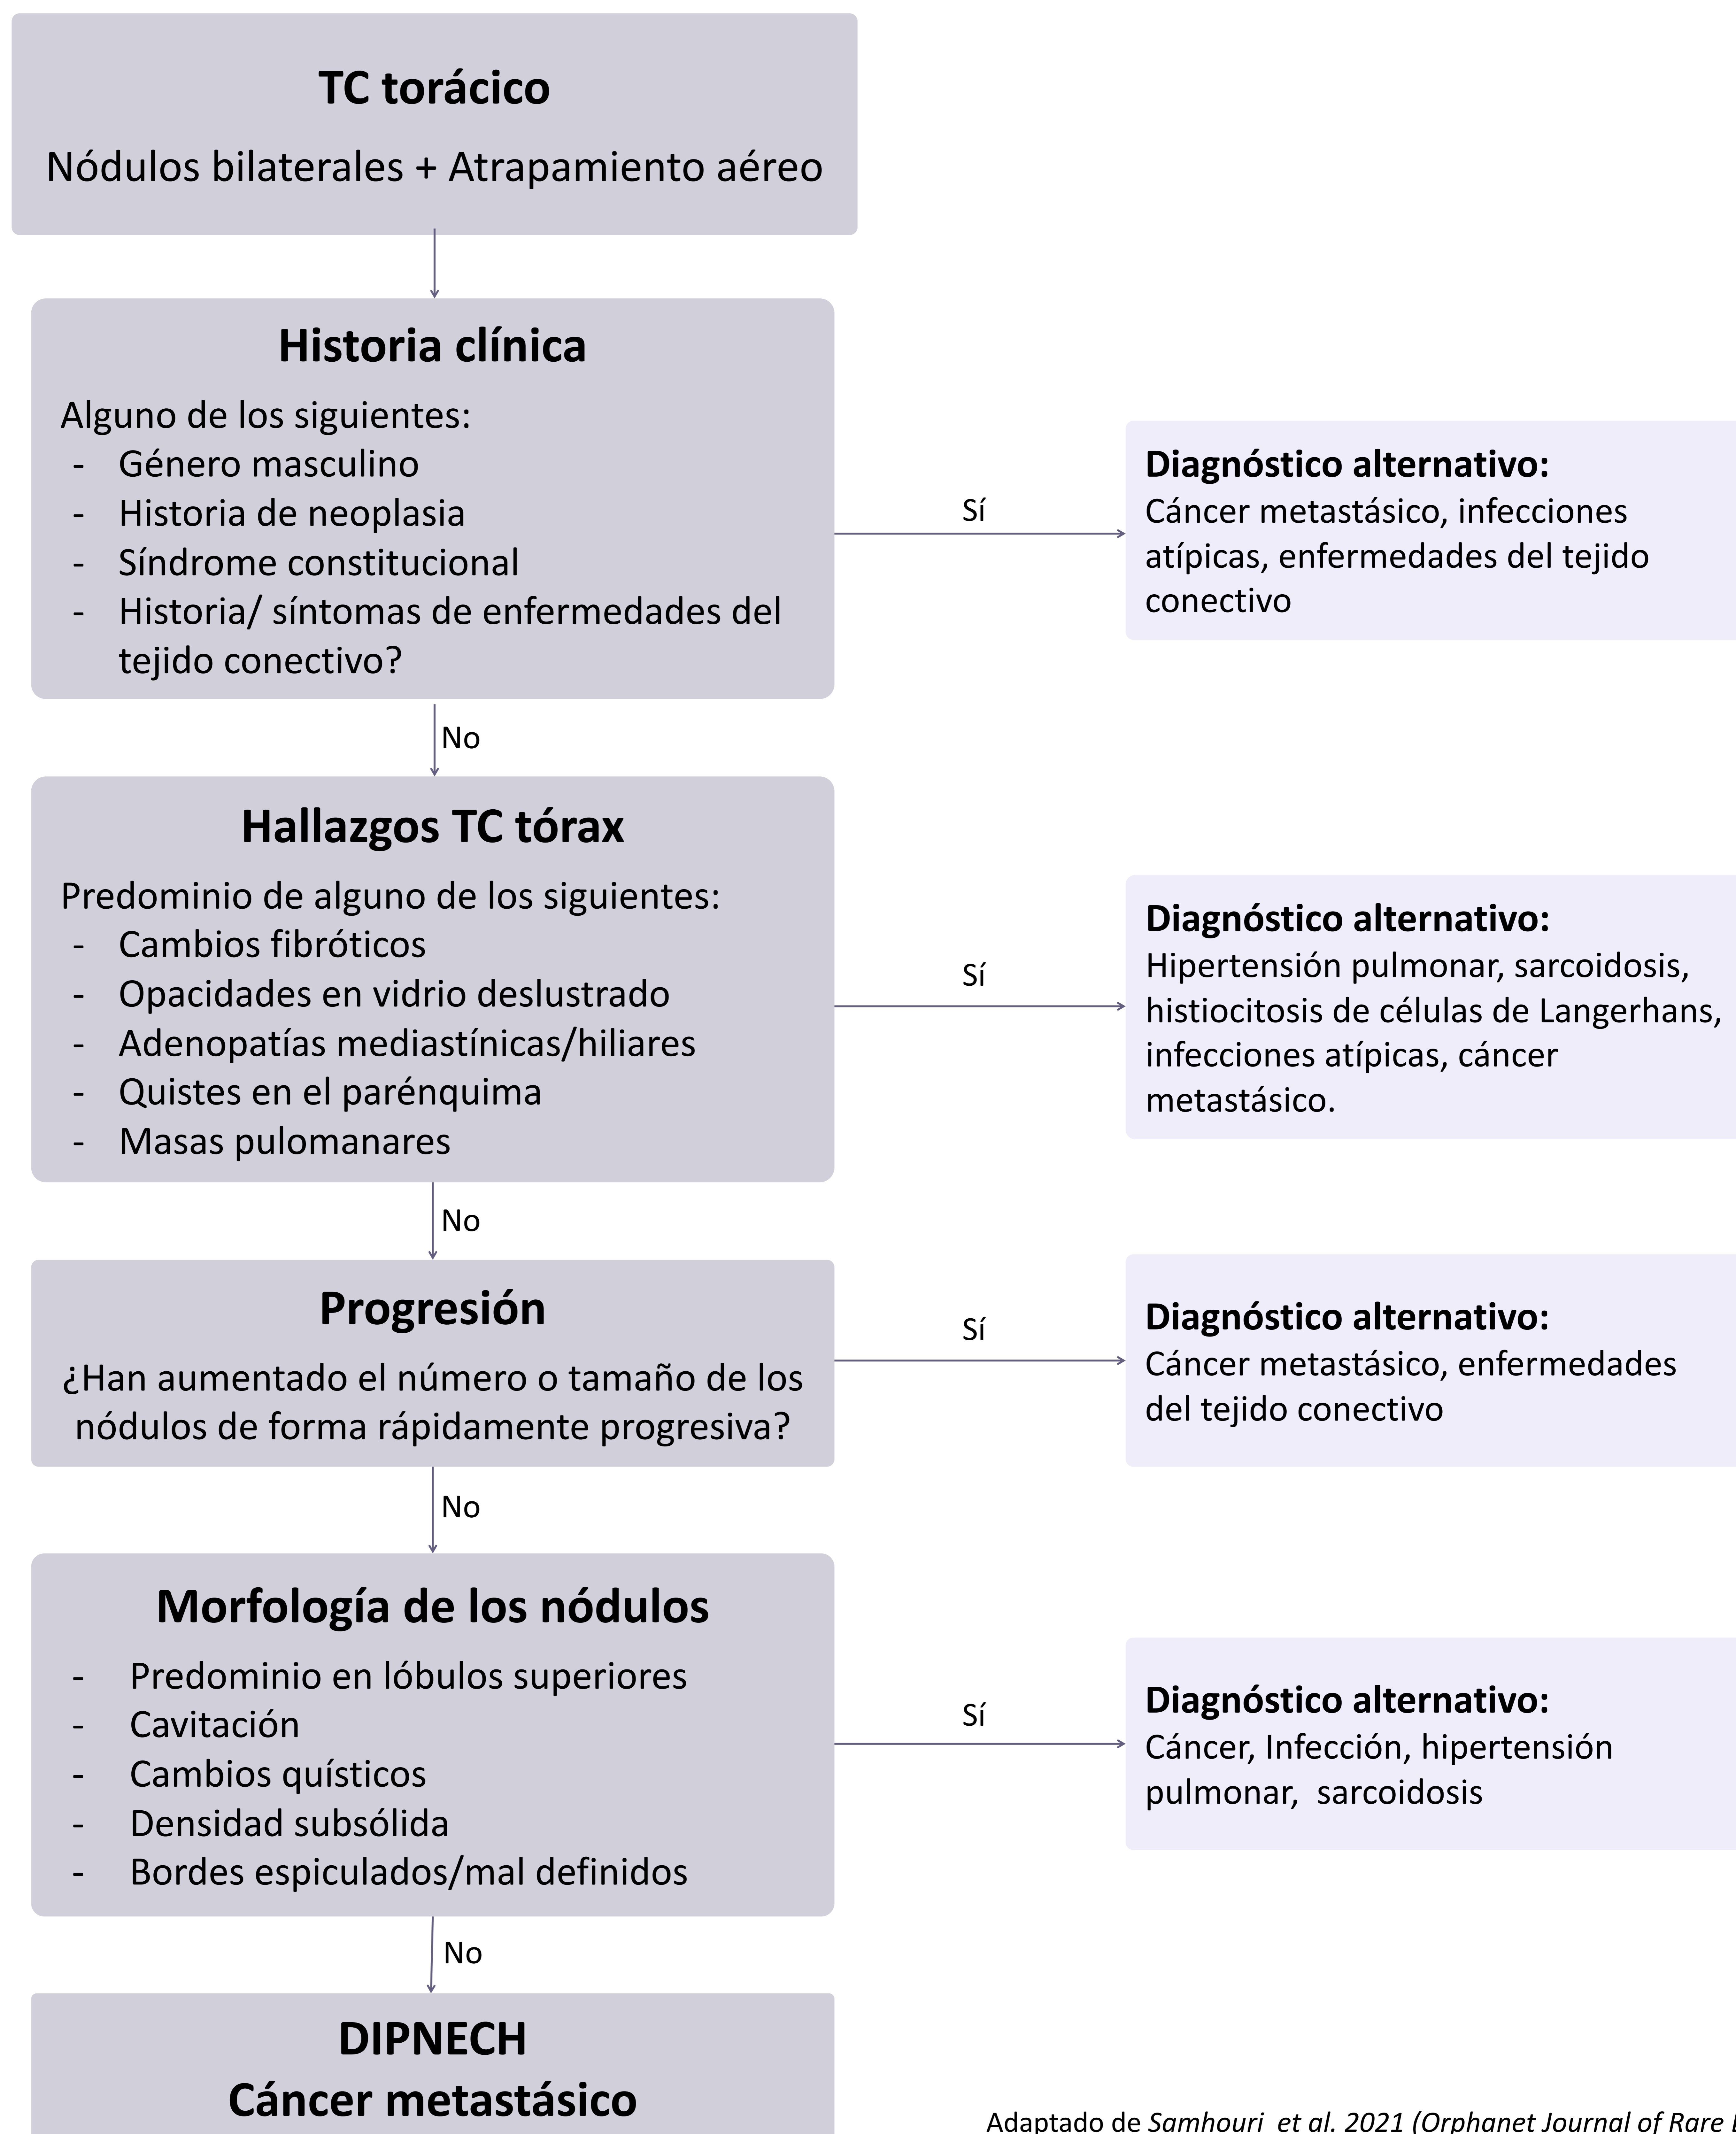 TC torácico
Nódulos bilaterales + Atrapamiento aéreo
Historia clínica
Alguno de los siguientes:
- Género masculino
- Historia de neoplasia
- Síndrome constitucional
- Historia/ síntomas de enfermedades del
tejido conectivo?
Sí
Diagnóstico alternativo:
Cáncer metastásico, infecciones
atípicas, enfermedades del tejido
conectivo
No
Hallazgos TC tórax
Predominio de alguno de los siguientes:
- Cambios fibróticos
- Opacidades en vidrio deslustrado
- Adenopatías mediastínicas/hiliares
- Quistes en el parénquima
- Masas pulomanares
Sí
Diagnóstico alternativo:
Hipertensión pulmonar, sarcoidosis,
histiocitosis de células de Langerhans,
infecciones atípicas, cáncer
metastásico.
No
Progresión
¿Han aumentado el número o tamaño de los
nódulos de forma rápidamente progresiva?
Sí
Diagnóstico alternativo:
Cáncer metastásico, enfermedades
del tejido conectivo
No
Morfología de los nódulos
- Predominio en lóbulos superiores
- Cavitación
- Cambios quísticos
- Densidad subsólida
- Bordes espiculados/mal definidos
Sí
Diagnóstico alternativo:
Cáncer, Infección, hipertensión
pulmonar, sarcoidosis
No
DIPNECH
Cáncer metastásico
Adaptado de Samhouri et al. 2021 (Orphanet Journal of Rare